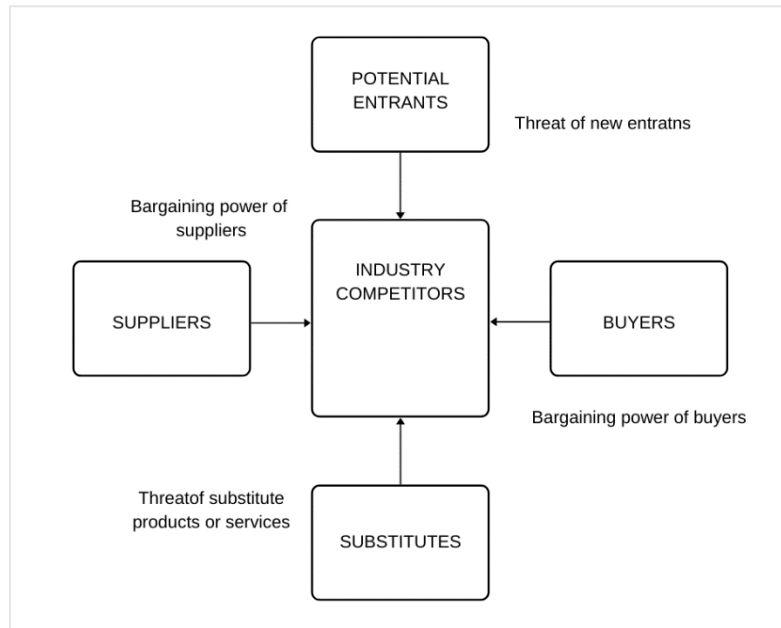 POTENTIAL
ENTRANTS
Threat of new entratns
Bargaining power of
suppliers
INDUSTRY
COMPETITORS
SUPPLIERS
BUYERS
Bargaining power of buyers
Threatof substitute
products or services
SUBSTITUTES